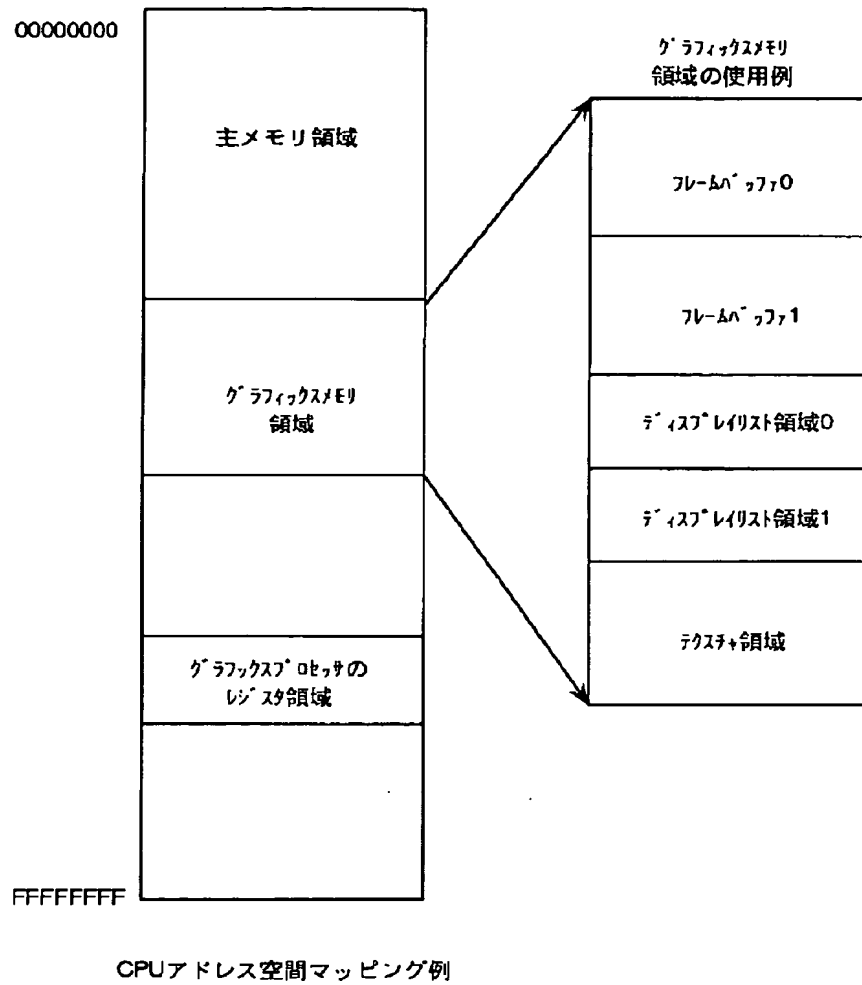 00000000
主メモリ領域
グラフィックスメモリ
領域
グラフックスプロセッサの
レジスタ領域
FFFFFFFF
CPUアドレス空間マッピング例
グラフィックスメモリ
領域の使用例
フレームバッファ0
フレームバッファ1
ディスプレイリスト領域0
ディスプレイリスト領域1
テクスチャ領域